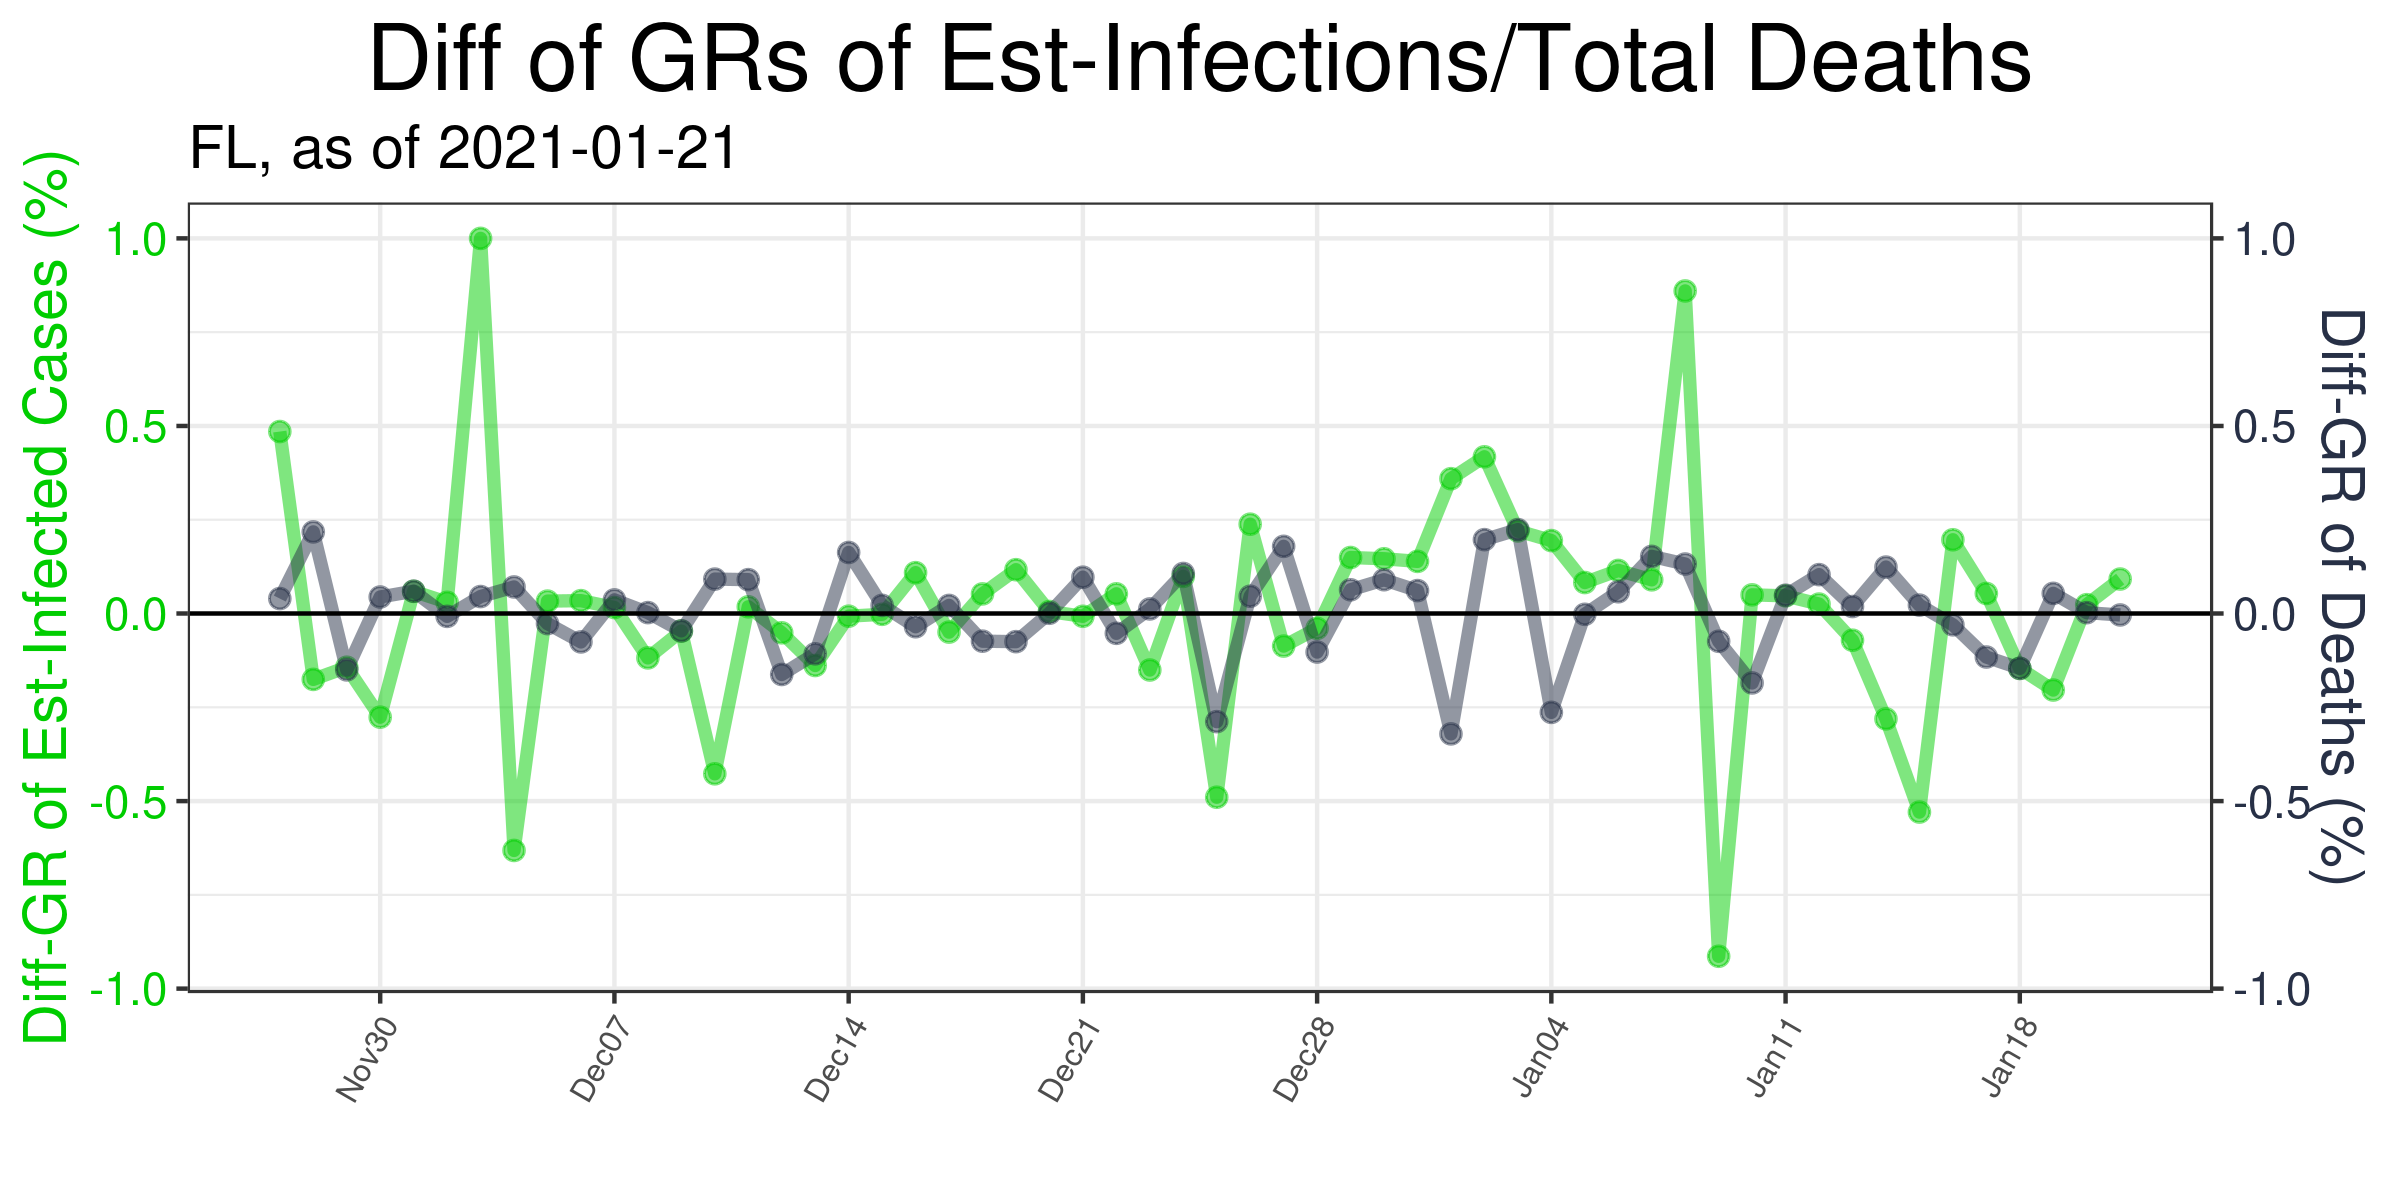 Diff of GRs of Est-Infections/Total Deaths
FL, as of 2021-01-21
Diff-GR of Est-Infected Cases (%)
1.0
0.5
0.0
-0.5
-1.0
1.0
0.5
0.0
-0.5
-1.0
Diff-GR of Deaths (%)
Nov30
Dec07
Dec14
Dec21
Dec28
Jan04
Jan11
Jan18